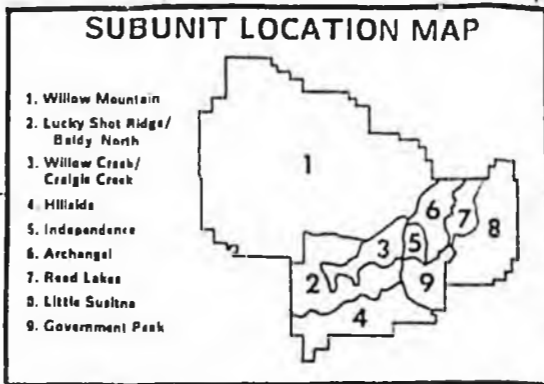 SUBUNIT LOCATION MAP
1. Willow Mountain
2. Lucky Shot Ridge/
Baldy North
3. Willow Creek/
Craigie Creek
4. Hillside
5. Independence
6. Archangel
7. Reed Lakes
8. Little Susitna
9. Government Peak
1
2
3
4
5
6
7
8
9